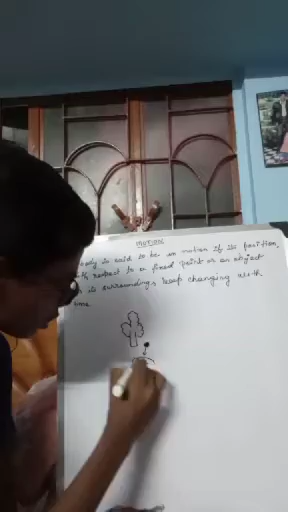 MOTION
body is said to be in motion if its position,
with respect to a fixed point or an object
in its surroundings keep changing with
time